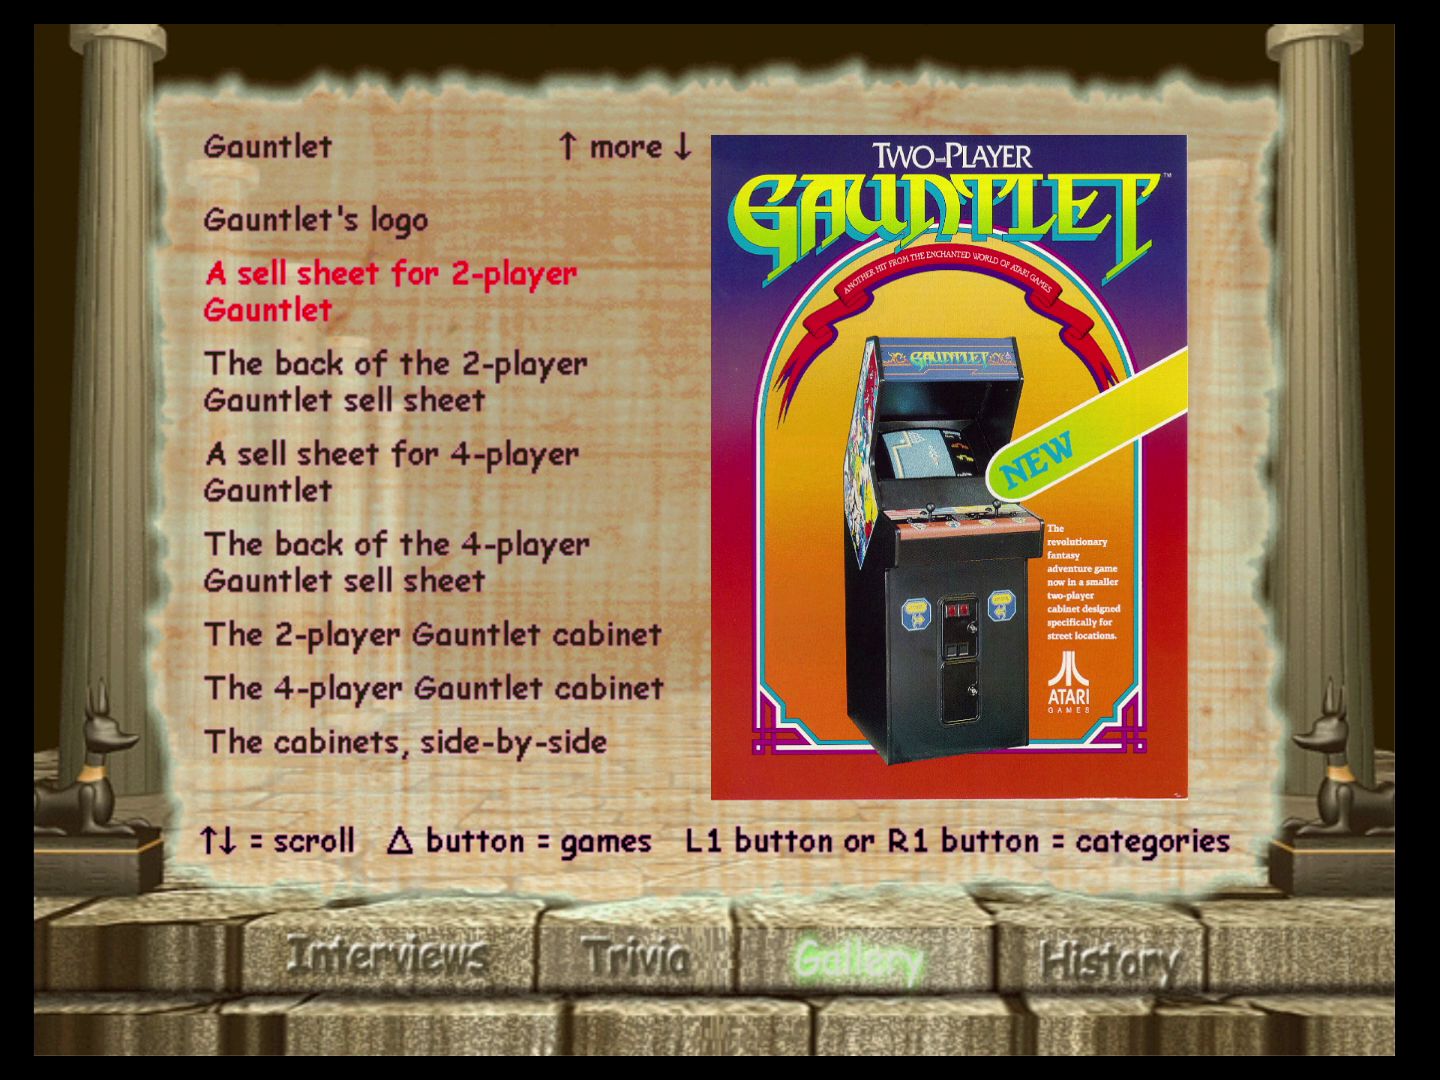 Gauntlet ↑ more ↓
Gauntlet's logo
A sell sheet for 2-player
Gauntlet
The back of the 2-player
Gauntlet sell sheet
A sell sheet for 4-player
Gauntlet
The back of the 4-player
Gauntlet sell sheet
The 2-player Gauntlet cabinet
The 4-player Gauntlet cabinet
The cabinets, side-by-side
TWO-PLAYER
GAUNTLET™
ANOTHER HIT FROM THE ENCHANTED WORLD OF ATARI GAMES
GAUNTLET
NEW
The
revolutionary
fantasy
adventure game
now in a smaller
two-player
cabinet designed
specifically for
street locations.
ATARI
GAMES
↑↓ = scroll Δ button = games L1 button or R1 button = categories
Interviews Trivia Gallery History